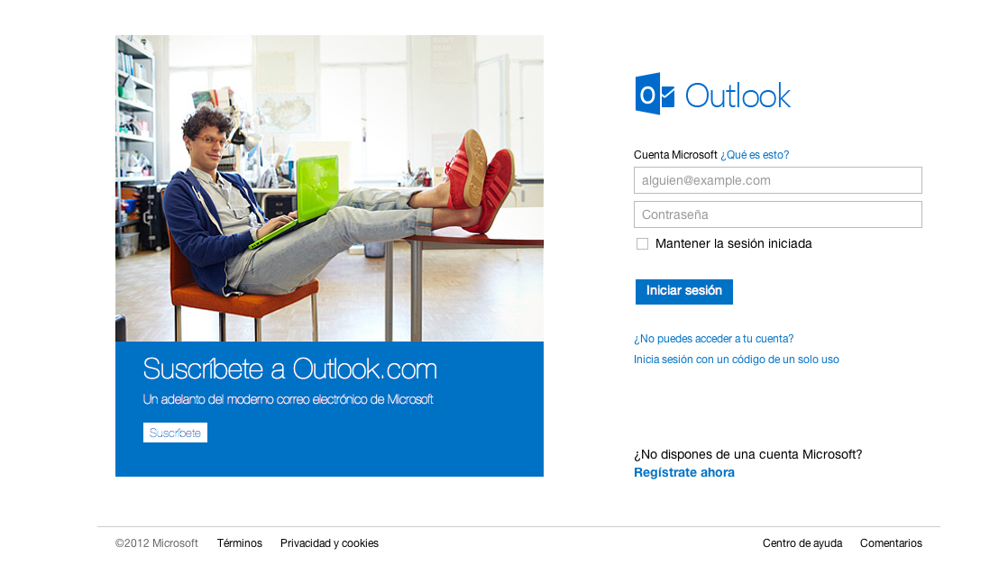 Outlook
Cuenta Microsoft ¿Qué es esto?
alguien@example.com
Contraseña
Mantener la sesión iniciada
Iniciar sesión
¿No puedes acceder a tu cuenta?
Inicia sesión con un código de un solo uso
Suscríbete a Outlook.com
Un adelanto del moderno correo electrónico de Microsoft
Suscríbete
¿No dispones de una cuenta Microsoft?
Regístrate ahora
©2012 Microsoft Términos Privacidad y cookies Centro de ayuda Comentarios